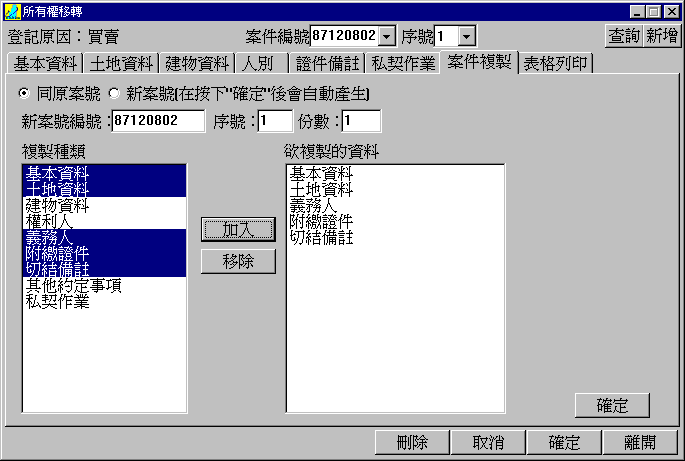 所有權移轉
登記原因：買賣 案件編號 87120802 序號 1 查詢 新增
基本資料 土地資料 建物資料 人別 證件備註 私契作業 案件複製 表格列印
同原案號 新案號(在按下"確定"後會自動產生)
新案號編號：87120802 序號：1 份數：1
複製種類 欲複製的資料
基本資料
土地資料
建物資料
權利人
義務人
附繳證件
切結備註
其他約定事項
私契作業
加入
移除
基本資料
土地資料
義務人
附繳證件
切結備註
確定
刪除 取消 確定 離開